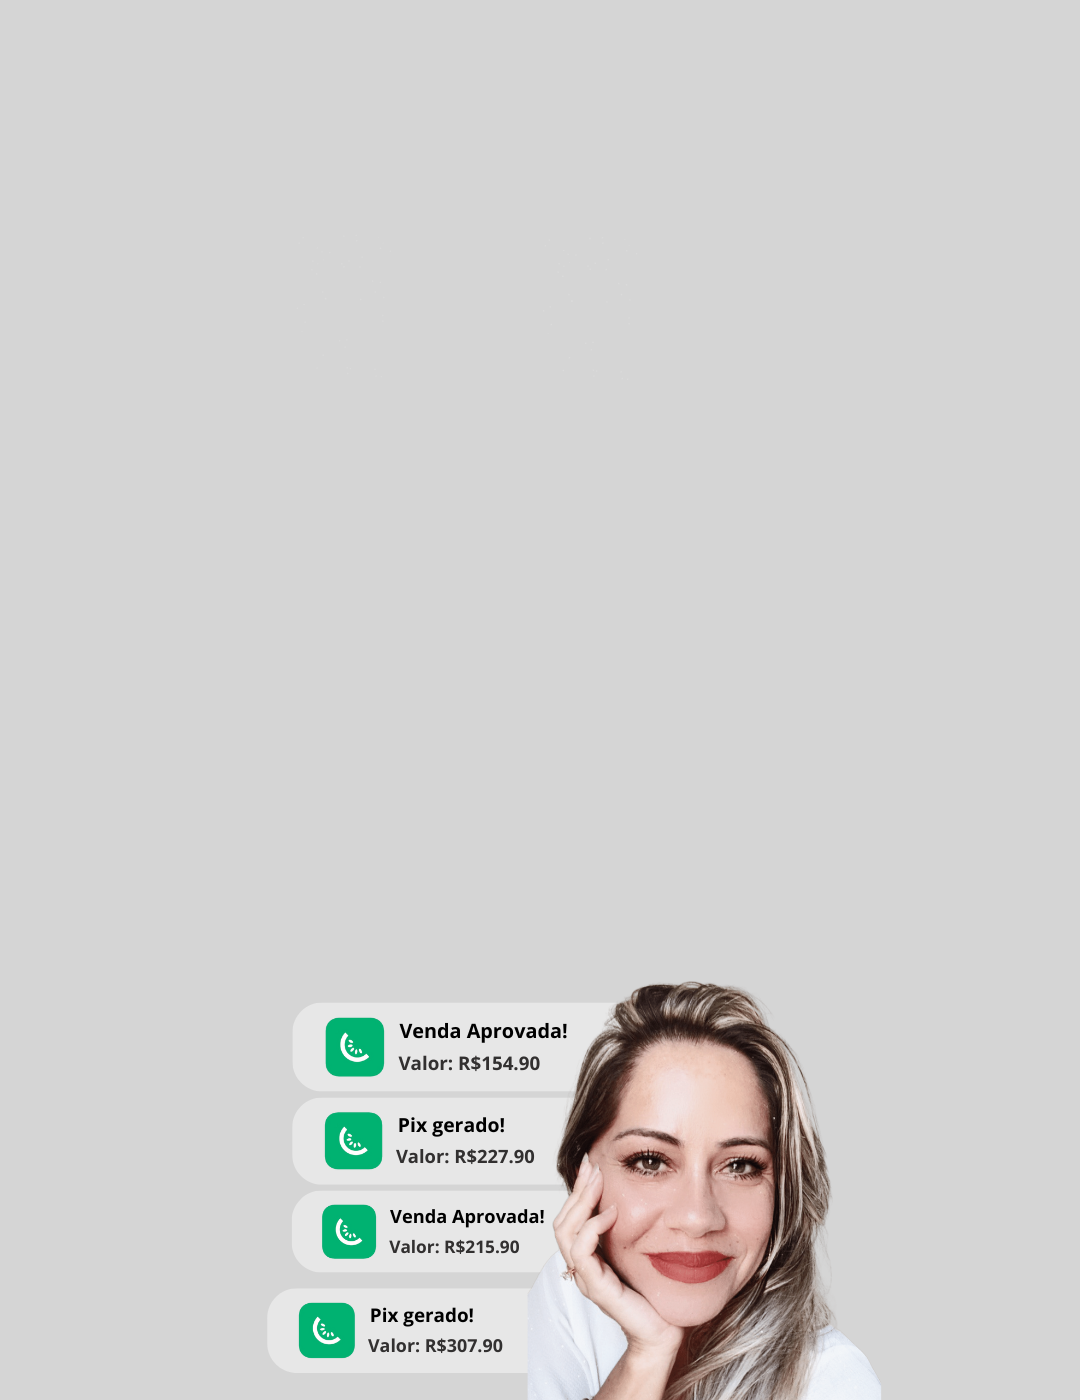 Venda Aprovada!
Valor: R$154.90
Pix gerado!
Valor: R$227.90
Venda Aprovada!
Valor: R$215.90
Pix gerado!
Valor: R$307.90